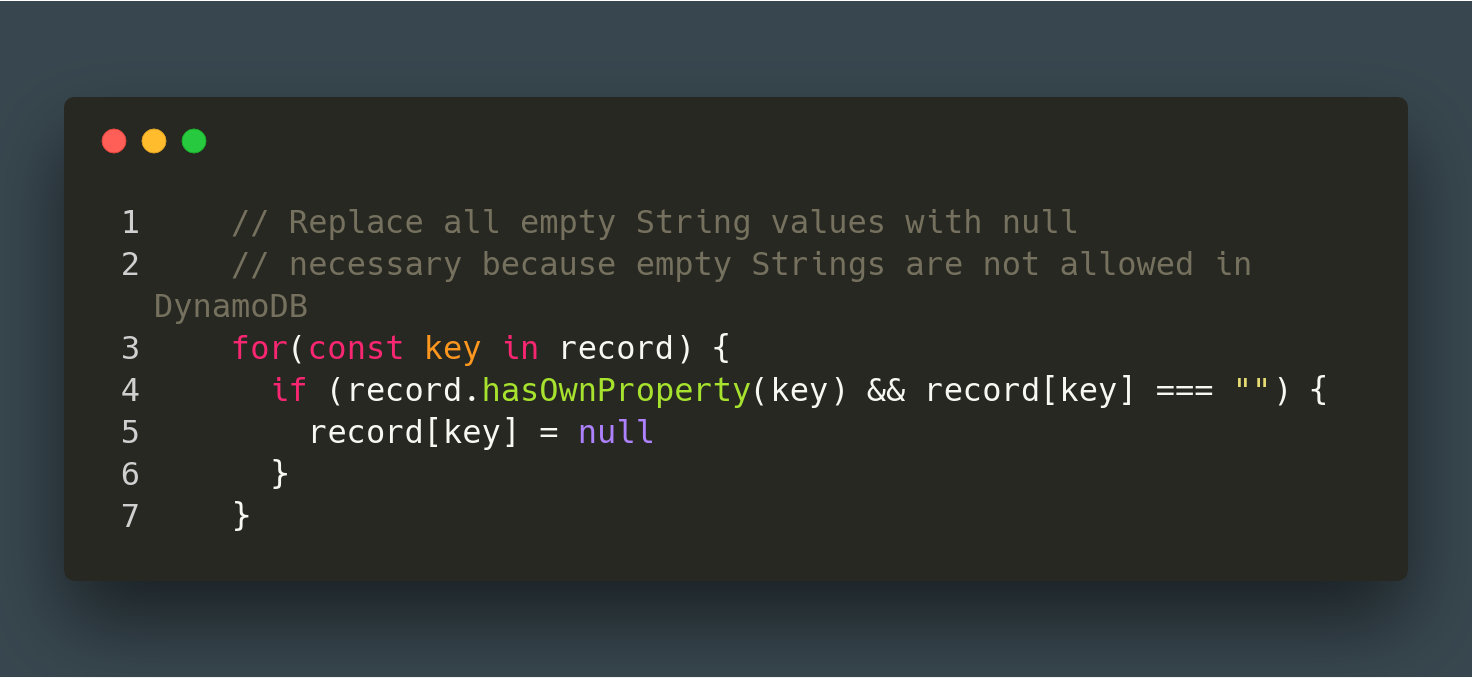 1    // Replace all empty String values with null
2    // necessary because empty Strings are not allowed in
DynamoDB
3    for(const key in record) {
4      if (record.hasOwnProperty(key) && record[key] === "") {
5        record[key] = null
6      }
7    }